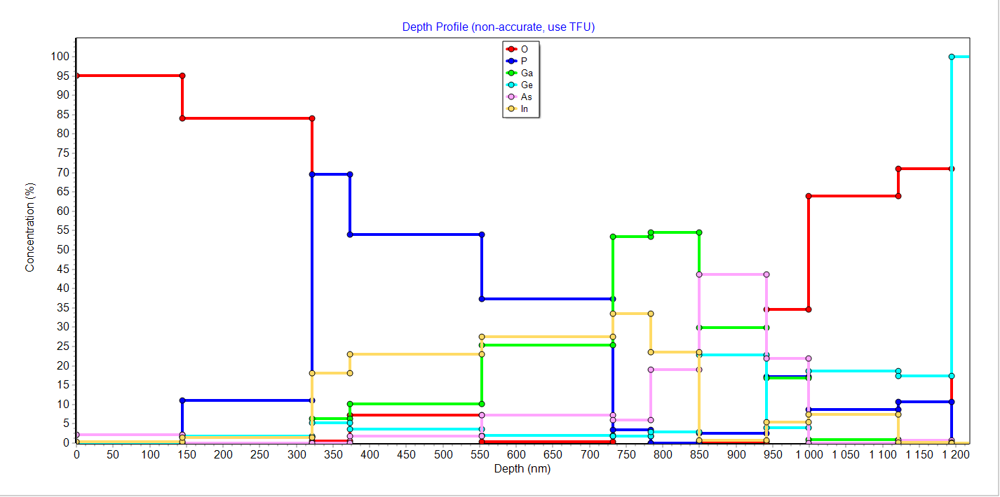 Depth Profile (non-accurate, use TFU)
O
P
Ga
Ge
As
In
Concentration (%)
100
95
90
85
80
75
70
65
60
55
50
45
40
35
30
25
20
15
10
5
0
0 50 100 150 200 250 300 350 400 450 500 550 600 650 700 750 800 850 900 950 1 000 1 050 1 100 1 150 1 200
Depth (nm)